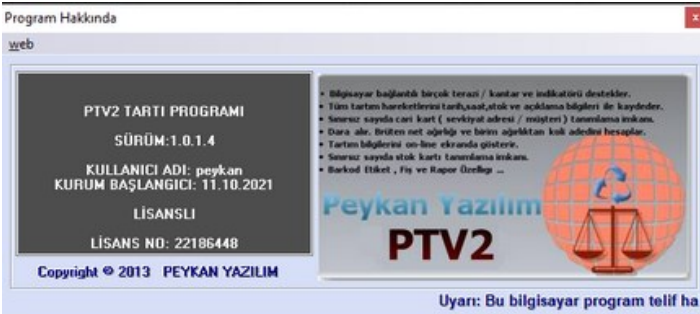 Program Hakkında
x
web
PTV2 TARTI PROGRAMI
SÜRÜM:1.0.1.4
KULLANICI ADI: peykan
KURUM BAŞLANGICI: 11.10.2021
LİSANSLI
LİSANS NO: 22186448
Copyright © 2013 PEYKAN YAZILIM
• Bilgisayar bağlantılı birçok terazi / kantar ve indikatörü destekler.
• Tüm tartım hareketlerini tarih,saat,stok ve açıklama bilgileri ile kaydeder.
• Sınırsız sayıda cari kart ( sevkiyat adresi / müşteri ) tanımlama imkanı.
• Dara alır. Brüten net ağırlığı ve birim ağırlıktan koli adedini hesaplar.
• Tartım bilgilerini on-line ekranda gösterir.
• Sınırsız sayıda stok kartı tanımlama imkanı.
• Barkod Etiket , Fiş ve Rapor Özelliği ...
Peykan Yazılım
PTV2
Uyarı: Bu bilgisayar program telif ha